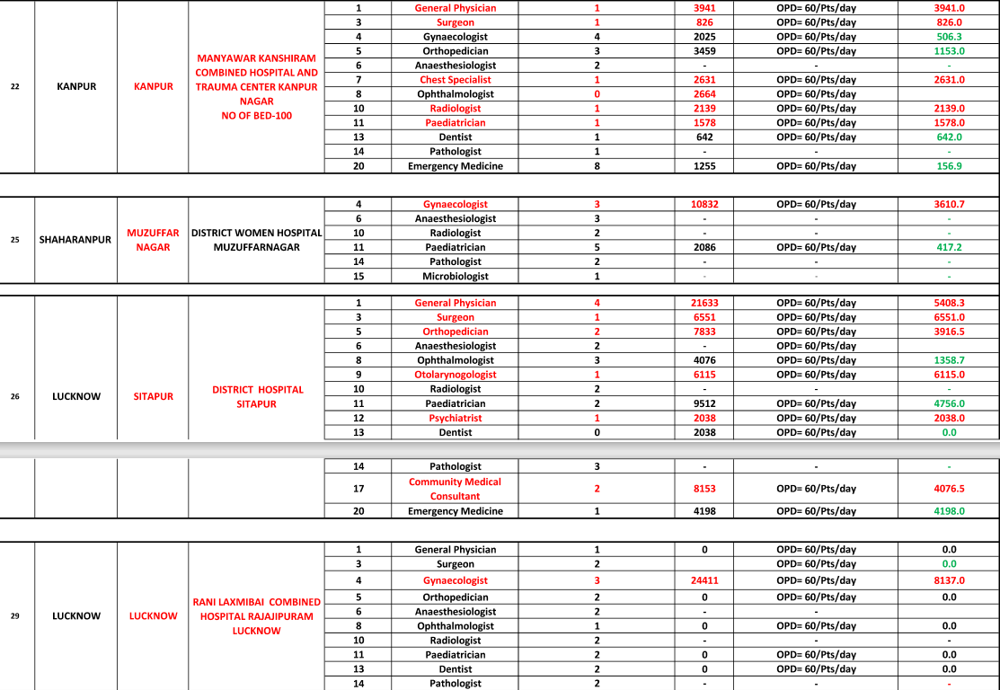 1 General Physician 1 3941 OPD= 60/Pts/day 3941.0
3 Surgeon 1 826 OPD= 60/Pts/day 826.0
4 Gynaecologist 4 2025 OPD= 60/Pts/day 506.3
5 Orthopedician 3 3459 OPD= 60/Pts/day 1153.0
6 Anaesthesiologist 2 - - -
7 Chest Specialist 1 2631 OPD= 60/Pts/day 2631.0
8 Ophthalmologist 0 2664 OPD= 60/Pts/day
10 Radiologist 1 2139 OPD= 60/Pts/day 2139.0
11 Paediatrician 1 1578 OPD= 60/Pts/day 1578.0
13 Dentist 1 642 OPD= 60/Pts/day 642.0
14 Pathologist 1 - - -
20 Emergency Medicine 8 1255 OPD= 60/Pts/day 156.9
22 KANPUR KANPUR
MANYAWAR KANSHIRAM
COMBINED HOSPITAL AND
TRAUMA CENTER KANPUR
NAGAR
NO OF BED-100
4 Gynaecologist 3 10832 OPD= 60/Pts/day 3610.7
6 Anaesthesiologist 3 - - -
10 Radiologist 2 - - -
11 Paediatrician 5 2086 OPD= 60/Pts/day 417.2
14 Pathologist 2 - - -
15 Microbiologist 1 - - -
25 SHAHARANPUR
MUZUFFAR
NAGAR
DISTRICT WOMEN HOSPITAL
MUZUFFARNAGAR
1 General Physician 4 21633 OPD= 60/Pts/day 5408.3
3 Surgeon 1 6551 OPD= 60/Pts/day 6551.0
5 Orthopedician 2 7833 OPD= 60/Pts/day 3916.5
6 Anaesthesiologist 2 - OPD= 60/Pts/day
8 Ophthalmologist 3 4076 OPD= 60/Pts/day 1358.7
9 Otolarynogologist 1 6115 OPD= 60/Pts/day 6115.0
10 Radiologist 2 - - -
11 Paediatrician 2 9512 OPD= 60/Pts/day 4756.0
12 Psychiatrist 1 2038 OPD= 60/Pts/day 2038.0
13 Dentist 0 2038 OPD= 60/Pts/day 0.0
26 LUCKNOW SITAPUR
DISTRICT HOSPITAL
SITAPUR
14 Pathologist 3 - - -
17 Community Medical
Consultant 2 8153 OPD= 60/Pts/day 4076.5
20 Emergency Medicine 1 4198 OPD= 60/Pts/day 4198.0
1 General Physician 1 0 OPD= 60/Pts/day 0.0
3 Surgeon 2 OPD= 60/Pts/day 0.0
4 Gynaecologist 3 24411 OPD= 60/Pts/day 8137.0
5 Orthopedician 2 0 OPD= 60/Pts/day 0.0
6 Anaesthesiologist 2 - -
8 Ophthalmologist 1 0 OPD= 60/Pts/day 0.0
10 Radiologist 2 - - -
11 Paediatrician 2 0 OPD= 60/Pts/day 0.0
13 Dentist 2 0 OPD= 60/Pts/day 0.0
14 Pathologist 2 - - -
29 LUCKNOW LUCKNOW
RANI LAXMIBAI COMBINED
HOSPITAL RAJAJIPURAM
LUCKNOW